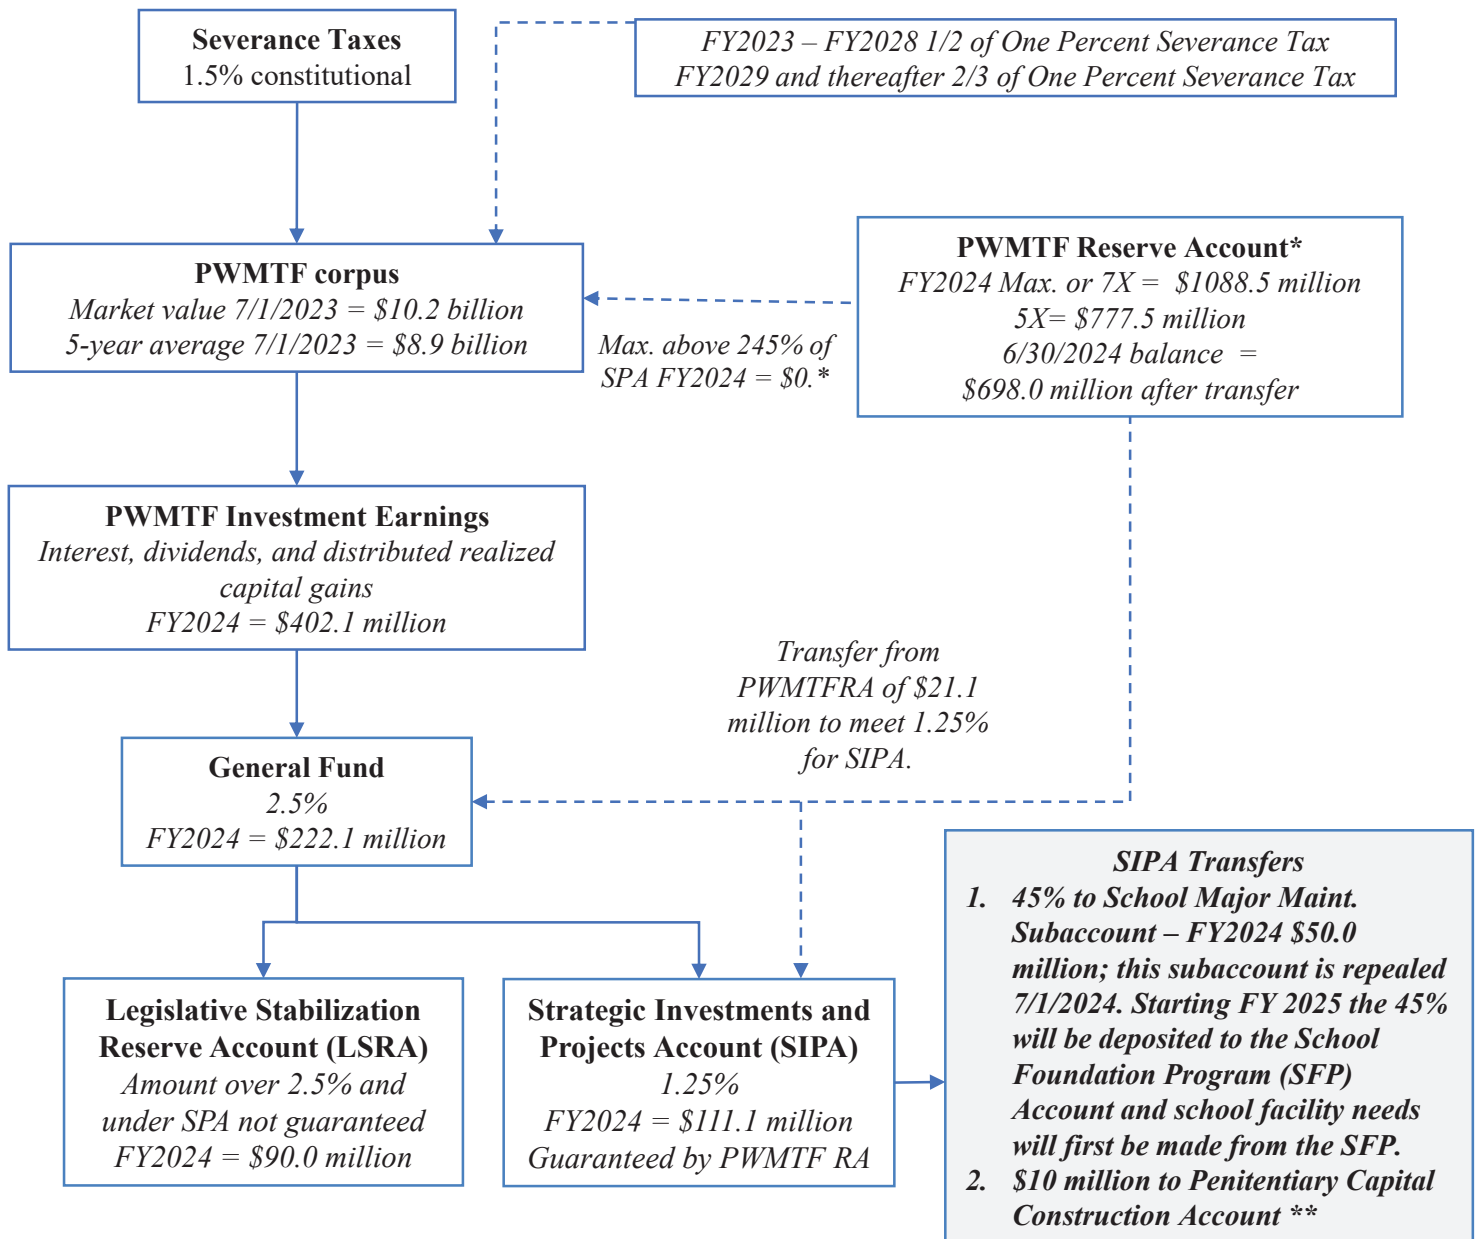 Severance Taxes
1.5% constitutional
FY2023 – FY2028 1/2 of One Percent Severance Tax
FY2029 and thereafter 2/3 of One Percent Severance Tax
PWMTF corpus
Market value 7/1/2023 = $10.2 billion
5-year average 7/1/2023 = $8.9 billion
Max. above 245% of
SPA FY2024 = $0.*
PWMTF Reserve Account*
FY2024 Max. or 7X =  $1088.5 million
5X= $777.5 million
6/30/2024 balance  =
$698.0 million after transfer
PWMTF Investment Earnings
Interest, dividends, and distributed realized
capital gains
FY2024 = $402.1 million
Transfer from
PWMTFRA of $21.1
million to meet 1.25%
for SIPA.
General Fund
2.5%
FY2024 = $222.1 million
Legislative Stabilization
Reserve Account (LSRA)
Amount over 2.5% and
under SPA not guaranteed
FY2024 = $90.0 million
Strategic Investments and
Projects Account (SIPA)
1.25%
FY2024 = $111.1 million
Guaranteed by PWMTF RA
SIPA Transfers
1. 45% to School Major Maint.
Subaccount – FY2024 $50.0
million; this subaccount is repealed
7/1/2024. Starting FY 2025 the 45%
will be deposited to the School
Foundation Program (SFP)
Account and school facility needs
will first be made from the SFP.
2. $10 million to Penitentiary Capital
Construction Account **